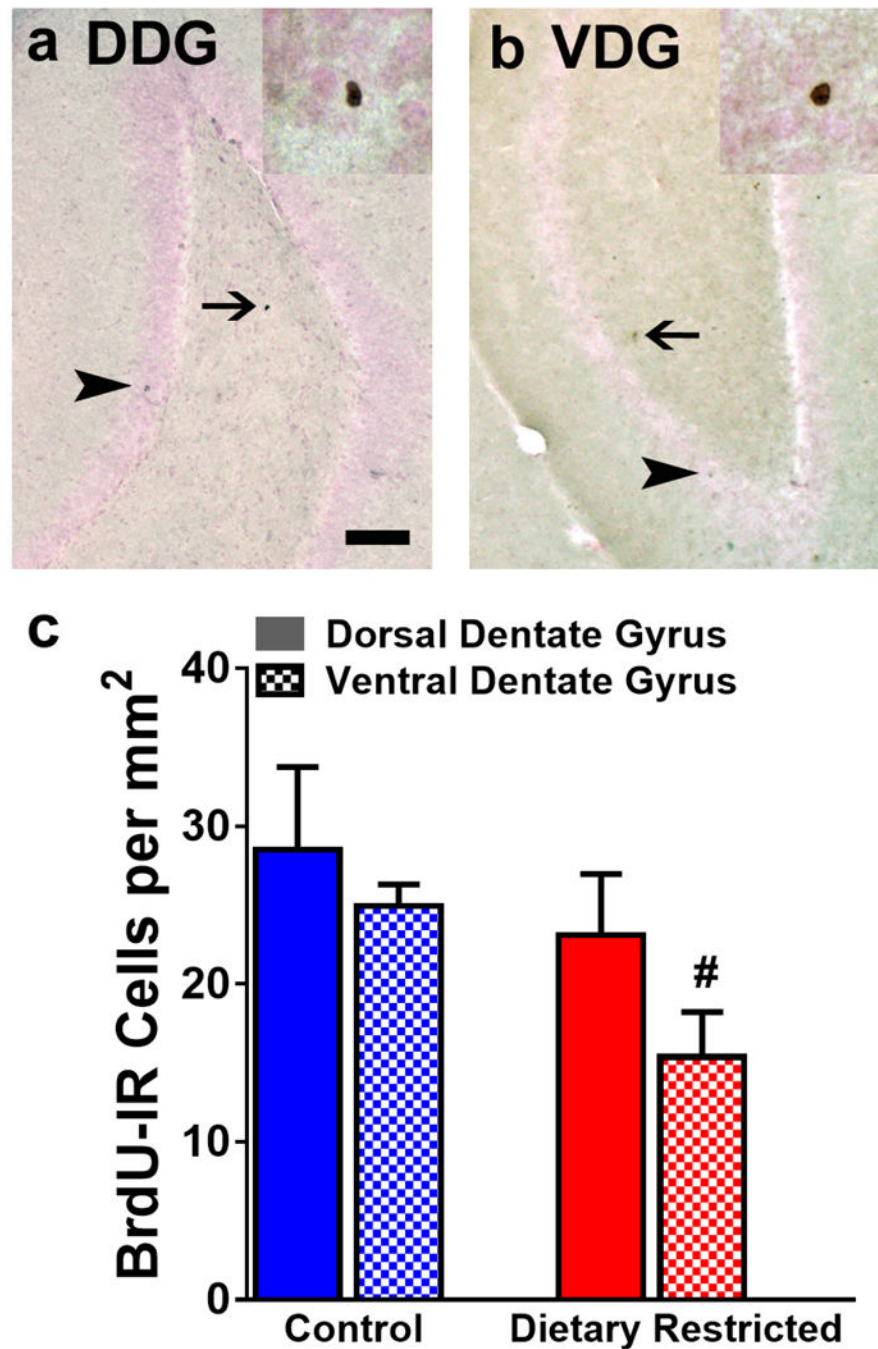 a DDG
b VDG
c
Dorsal Dentate Gyrus
Ventral Dentate Gyrus
BrdU-IR Cells per mm²
40
30
20
10
0
#
Control
Dietary Restricted